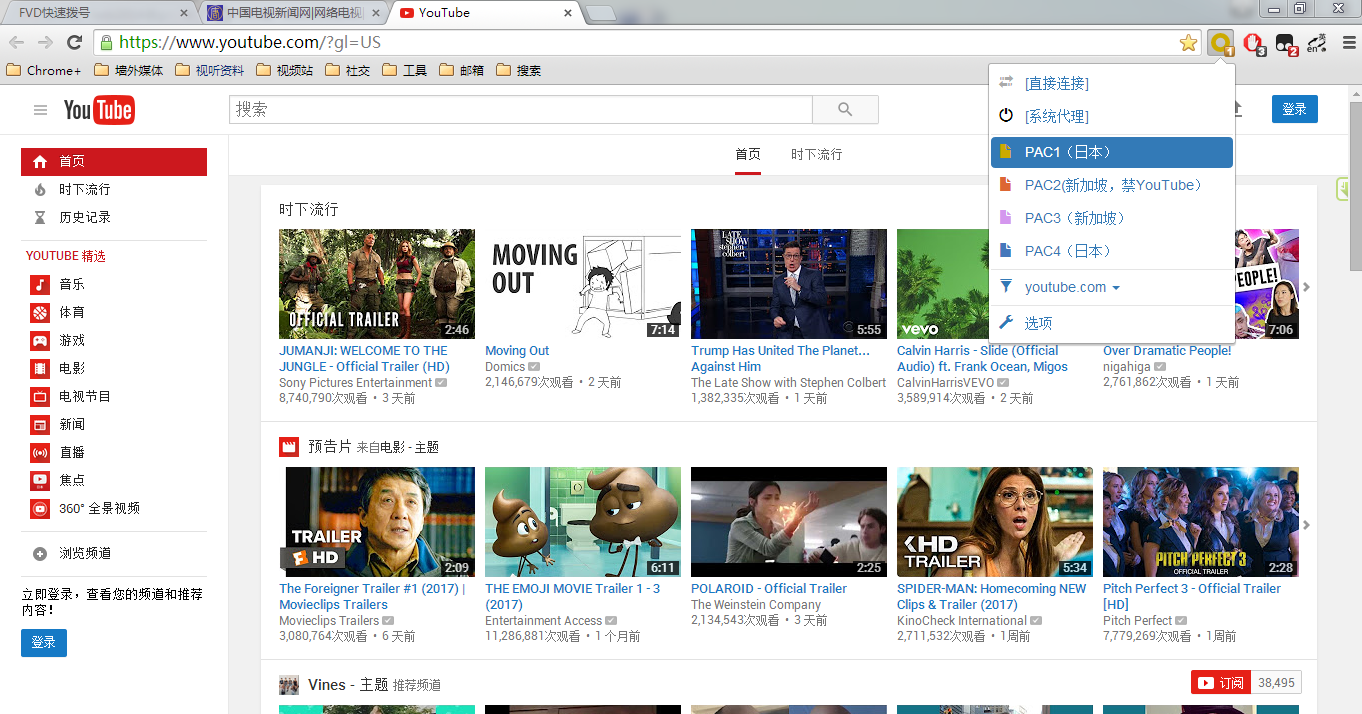 FVD快速拨号
中国电视新闻网|网络电视|
YouTube
https://www.youtube.com/?gl=US
1
3
2
英
en
Chrome+
墙外媒体
视听资料
视频站
社交
工具
邮箱
搜索
[直接连接]
[系统代理]
PAC1（日本）
PAC2(新加坡，禁YouTube）
PAC3（新加坡）
PAC4（日本）
youtube.com
选项
YouTube
搜索
登录
首页
时下流行
历史记录
YOUTUBE 精选
音乐
体育
游戏
电影
电视节目
新闻
直播
焦点
360° 全景视频
浏览频道
立即登录，查看您的频道和推荐
内容！
登录
首页
时下流行
时下流行
OFFICIAL TRAILER
2:46
JUMANJI: WELCOME TO THE
JUNGLE - Official Trailer (HD)
Sony Pictures Entertainment
8,740,790次观看 • 3 天前
MOVING
OUT
7:14
Moving Out
Domics
2,146,679次观看 • 2 天前
LATE
SHOW
stephen
colbert
5:55
Trump Has United The Planet...
Against Him
The Late Show with Stephen Colbert
1,382,335次观看 • 1 天前
vevo
Calvin Harris - Slide (Official
Audio) ft. Frank Ocean, Migos
CalvinHarrisVEVO
3,589,914次观看 • 2 天前
PEOPLE!
7:06
Over Dramatic People!
nigahiga
2,761,862次观看 • 1 天前
预告片 来自电影 - 主题
TRAILER
HD
2:09
The Foreigner Trailer #1 (2017) |
Movieclips Trailers
Movieclips Trailers
3,080,764次观看 • 6 天前
6:11
THE EMOJI MOVIE Trailer 1 - 3
(2017)
Entertainment Access
11,286,881次观看 • 1 个月前
2:25
POLAROID - Official Trailer
The Weinstein Company
2,134,543次观看 • 3 天前
KHD
TRAILER
5:34
SPIDER-MAN: Homecoming NEW
Clips & Trailer (2017)
KinoCheck International
2,711,532次观看 • 1周前
PITCH PERFECT 3
OFFICIAL TRAILER
2:28
Pitch Perfect 3 - Official Trailer
[HD]
Pitch Perfect
7,779,269次观看 • 1周前
Vines - 主题 推荐频道
订阅
38,495